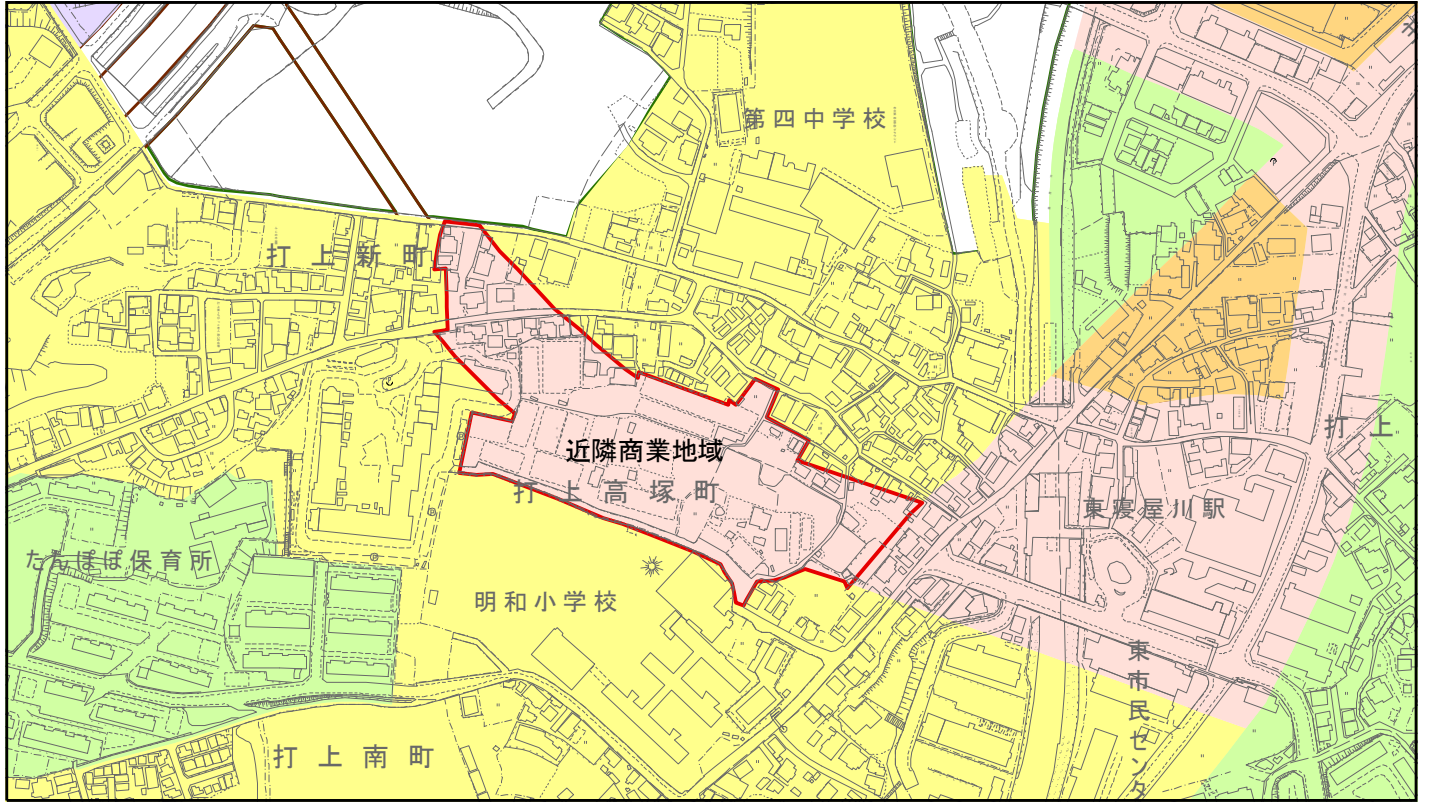 第四中学校
打上新町
打上
近隣商業地域
打上高塚町
東寝屋川駅
たんぽぽ保育所
明和小学校
東市民センタ
打上南町